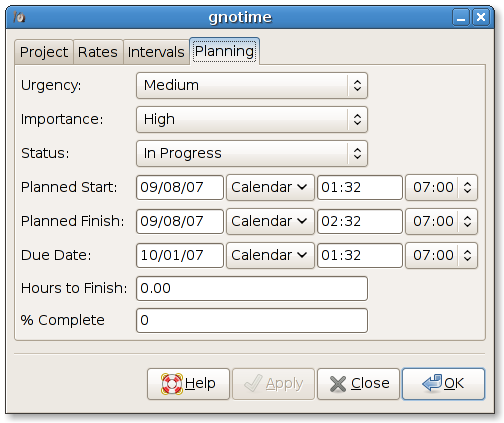 gnotime
Project Rates Intervals Planning
Urgency: Medium
Importance: High
Status: In Progress
Planned Start: 09/08/07 Calendar 01:32 07:00
Planned Finish: 09/08/07 Calendar 02:32 07:00
Due Date: 10/01/07 Calendar 01:32 07:00
Hours to Finish: 0.00
% Complete 0
Help Apply Close OK